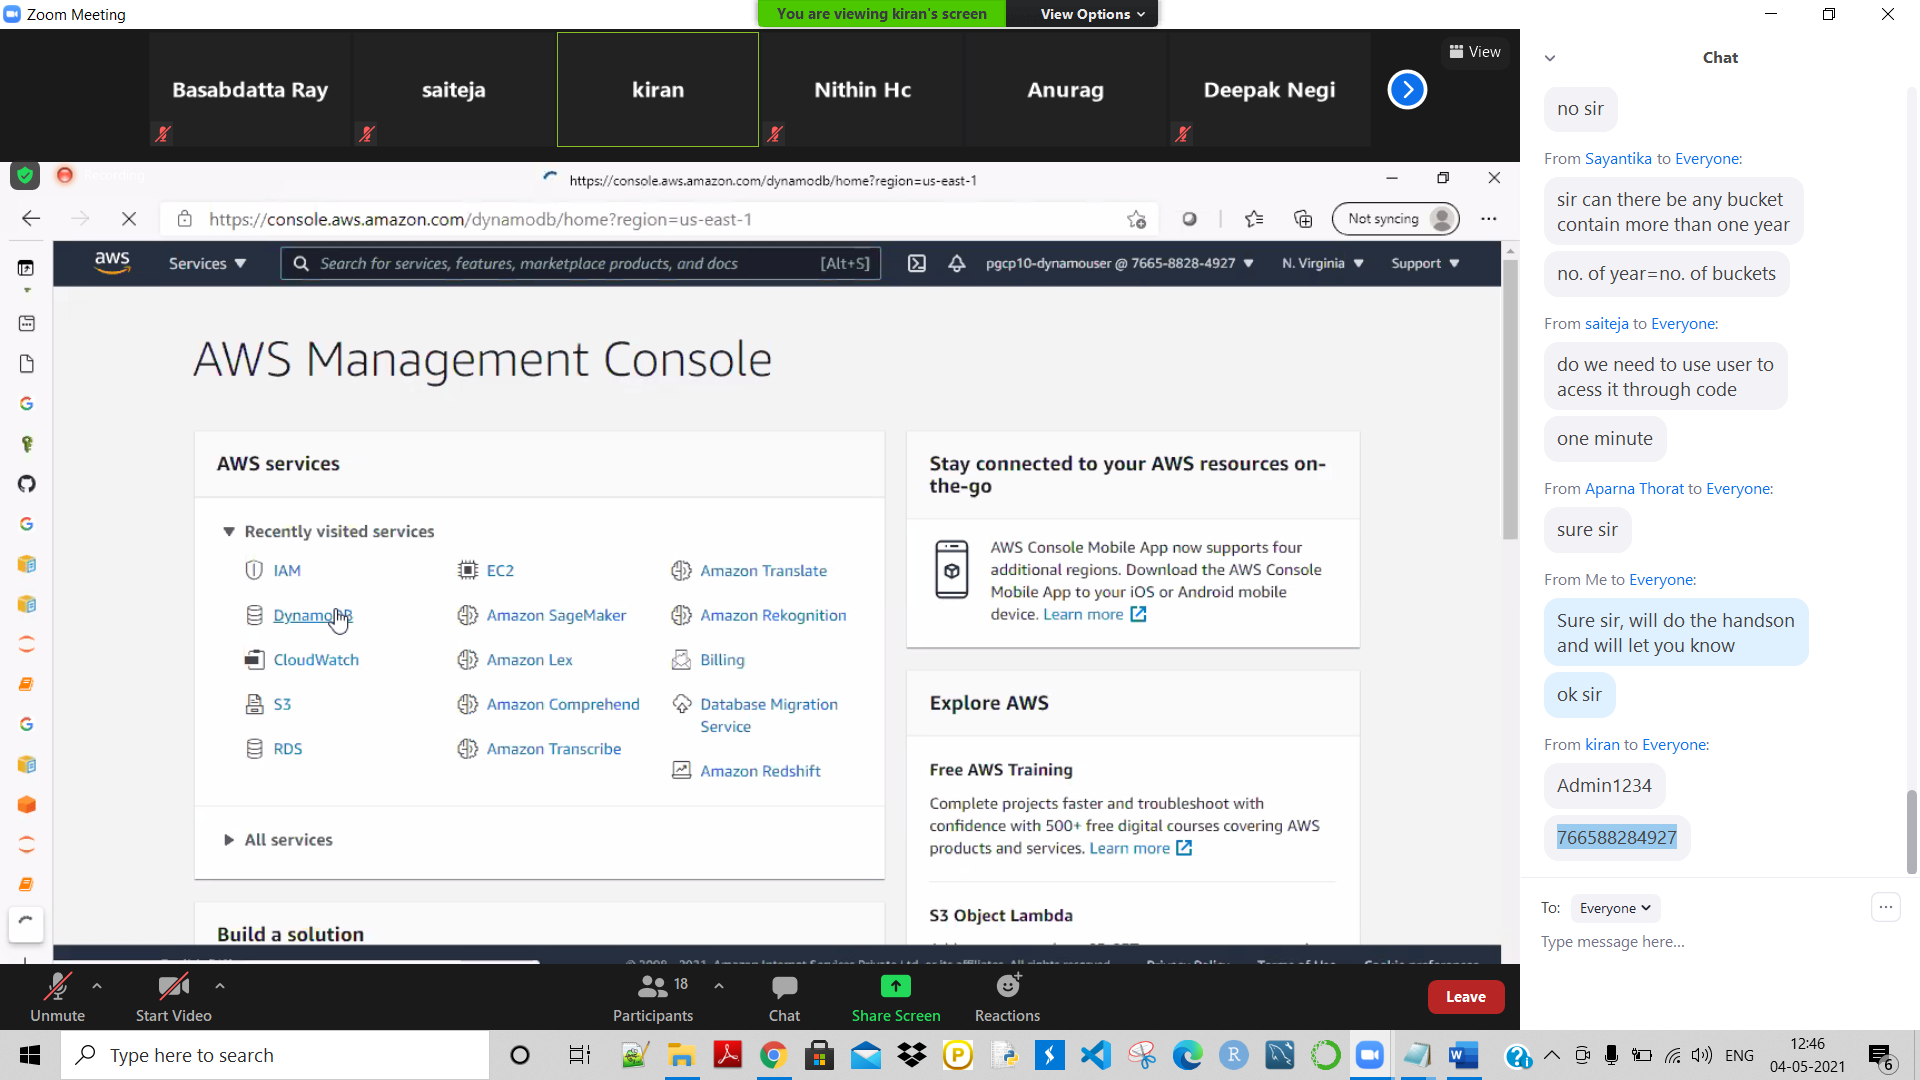 Zoom Meeting
You are viewing kiran's screen
View Options
View
Basabdatta Ray
saiteja
kiran
Nithin Hc
Anurag
Deepak Negi
https://console.aws.amazon.com/dynamodb/home?region=us-east-1
https://console.aws.amazon.com/dynamodb/home?region=us-east-1
Not syncing
aws
Services
Search for services, features, marketplace products, and docs
[Alt+S]
pgcp10-dynamouser @ 7665-8828-4927
N. Virginia
Support
AWS Management Console
AWS services
Recently visited services
IAM
EC2
Amazon Translate
DynamoDB
Amazon SageMaker
Amazon Rekognition
CloudWatch
Amazon Lex
Billing
S3
Amazon Comprehend
Database Migration
Service
RDS
Amazon Transcribe
Amazon Redshift
All services
Build a solution
Stay connected to your AWS resources on-
the-go
AWS Console Mobile App now supports four
additional regions. Download the AWS Console
Mobile App to your iOS or Android mobile
device. Learn more
Explore AWS
Free AWS Training
Complete projects faster and troubleshoot with
confidence with 500+ free digital courses covering AWS
products and services. Learn more
S3 Object Lambda
Chat
no sir
From Sayantika to Everyone:
sir can there be any bucket
contain more than one year
no. of year=no. of buckets
From saiteja to Everyone:
do we need to use user to
acess it through code
one minute
From Aparna Thorat to Everyone:
sure sir
From Me to Everyone:
Sure sir, will do the handson
and will let you know
ok sir
From kiran to Everyone:
Admin1234
766588284927
To:
Everyone
Type message here...
Unmute
Start Video
18
Participants
Chat
Share Screen
Reactions
Leave
Type here to search
ENG
12:46
04-05-2021
6